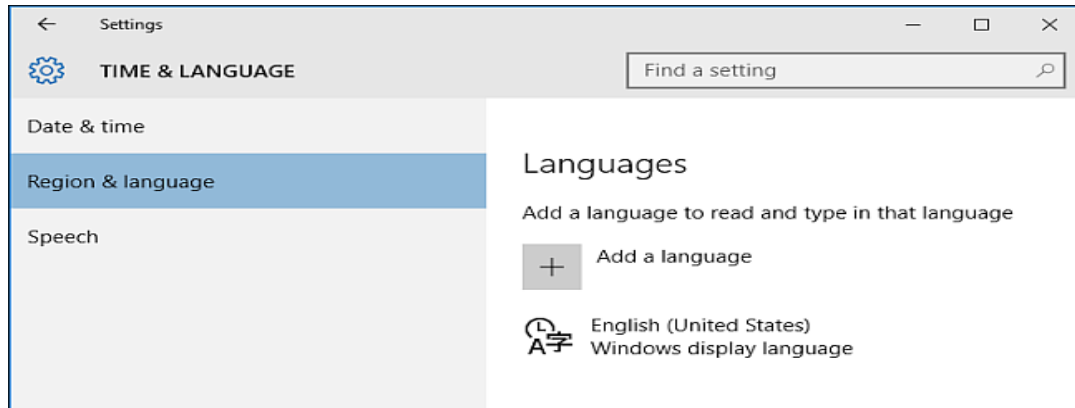 Settings
TIME & LANGUAGE
Find a setting
Date & time
Region & language
Speech
Languages
Add a language to read and type in that language
Add a language
English (United States)
Windows display language